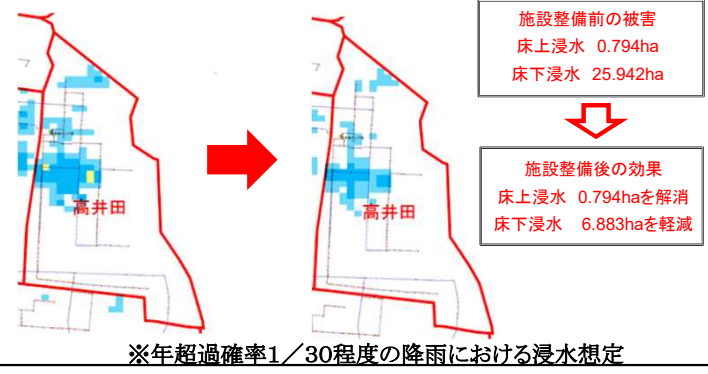 施設整備前の被害
床上浸水 0.794ha
床下浸水 25.942ha
施設整備後の効果
床上浸水 0.794haを解消
床下浸水 6.883haを軽減
高井田
高井田
※年超過確率1/30程度の降雨における浸水想定